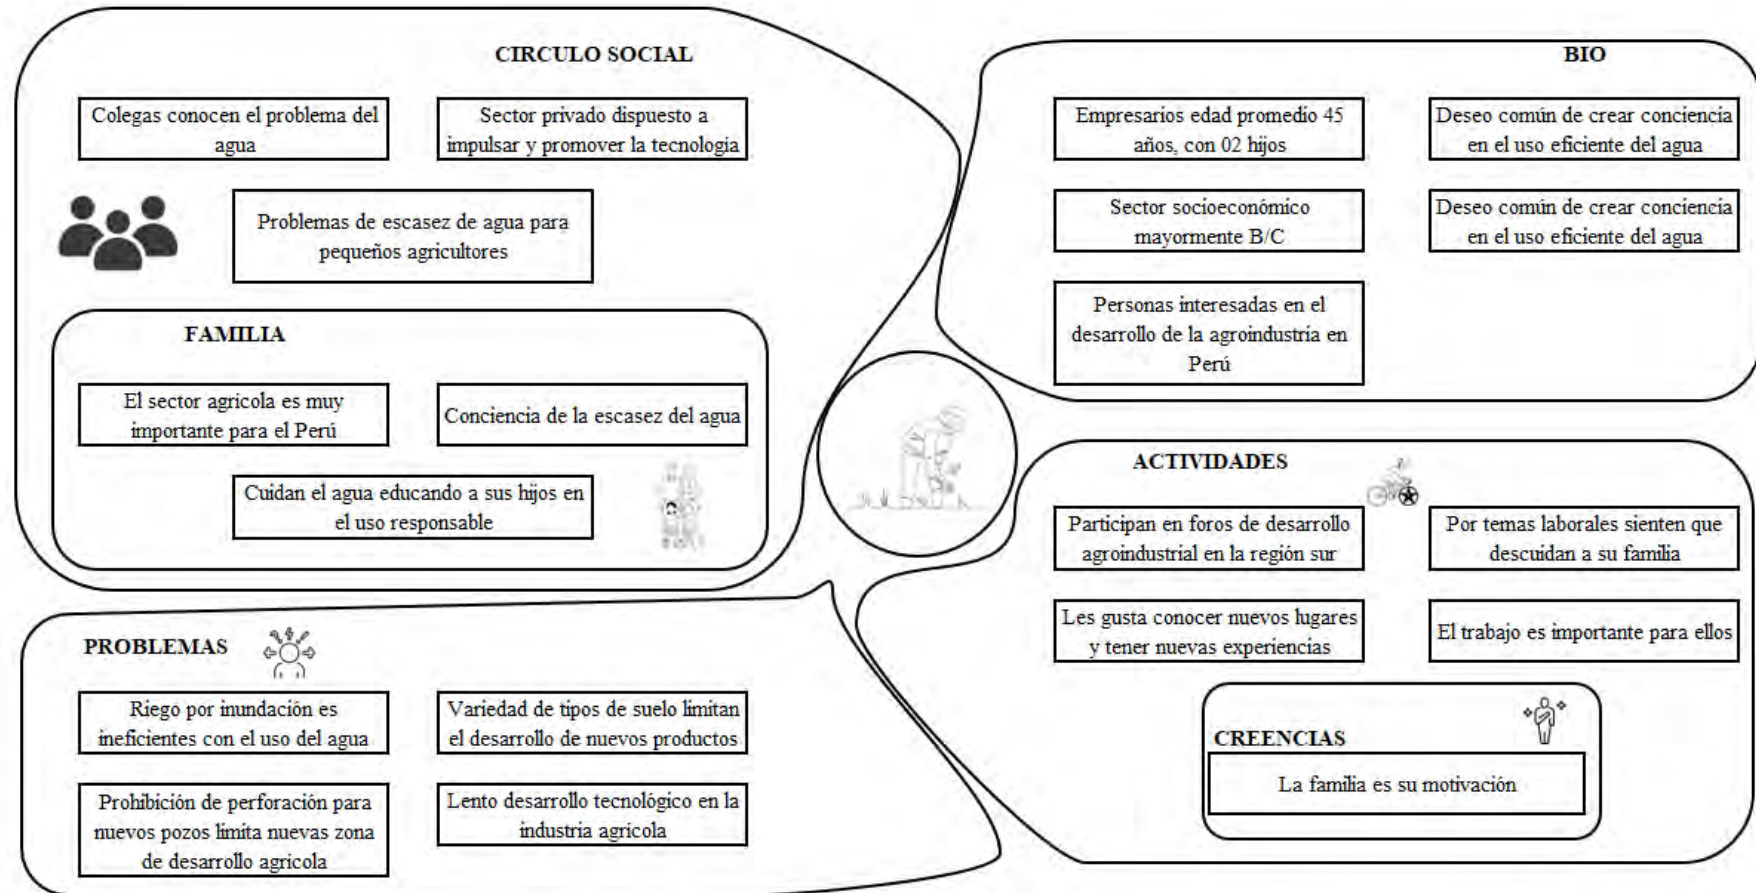 CIRCULO SOCIAL
Colegas conocen el problema del
agua
Sector privado dispuesto a
impulsar y promover la tecnologia
Problemas de escasez de agua para
pequeños agricultores
FAMILIA
El sector agricola es muy
importante para el Perú
Conciencia de la escasez del agua
Cuidan el agua educando a sus hijos en
el uso responsable
BIO
Empresarios edad promedio 45
años, con 02 hijos
Deseo común de crear conciencia
en el uso eficiente del agua
Sector socioeconómico
mayormente B/C
Deseo común de crear conciencia
en el uso eficiente del agua
Personas interesadas en el
desarrollo de la agroindustria en
Perú
PROBLEMAS
Riego por inundación es
ineficientes con el uso del agua
Variedad de tipos de suelo limitan
el desarrollo de nuevos productos
Prohibición de perforación para
nuevos pozos limita nuevas zona
de desarrollo agricola
Lento desarrollo tecnológico en la
industria agricola
ACTIVIDADES
Participan en foros de desarrollo
agroindustrial en la región sur
Por temas laborales sienten que
descuidan a su familia
Les gusta conocer nuevos lugares
y tener nuevas experiencias
El trabajo es importante para ellos
CREENCIAS
La familia es su motivación